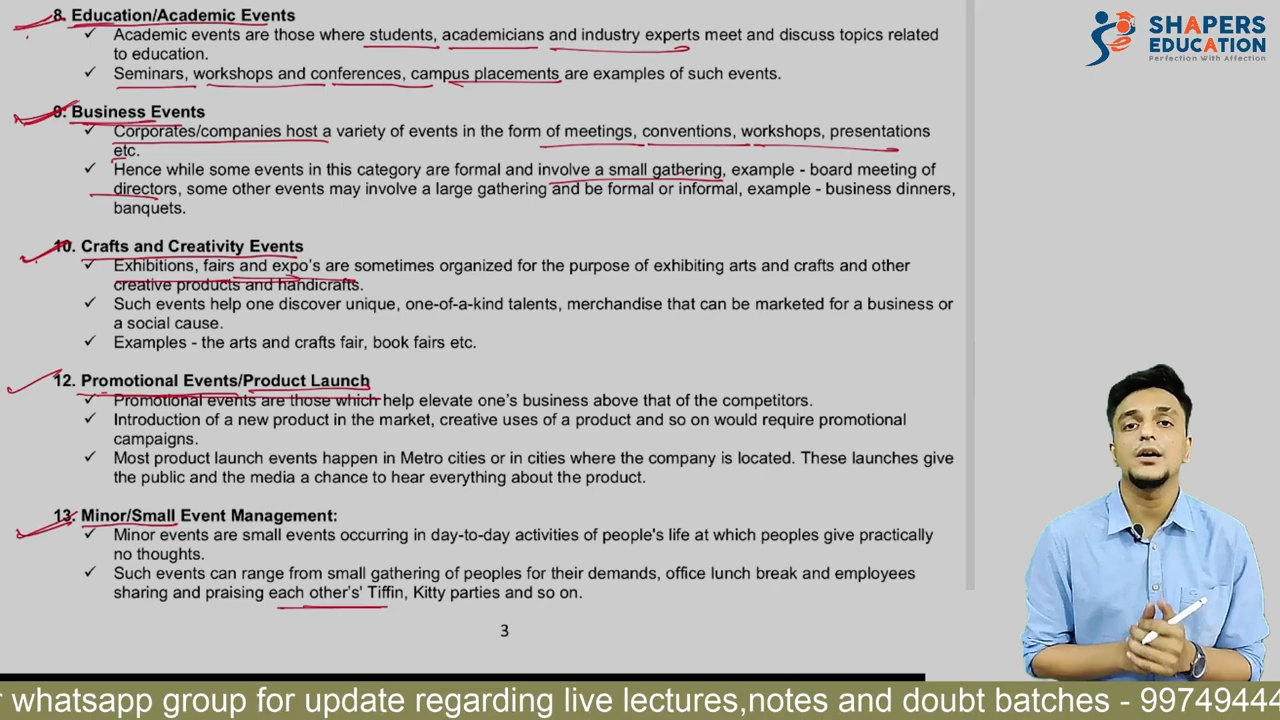 8. Education/Academic Events
✓ Academic events are those where students, academicians and industry experts meet and discuss topics related
to education.
✓ Seminars, workshops and conferences, campus placements are examples of such events.
9. Business Events
✓ Corporates/companies host a variety of events in the form of meetings, conventions, workshops, presentations
etc.
✓ Hence while some events in this category are formal and involve a small gathering, example - board meeting of
directors, some other events may involve a large gathering and be formal or informal, example - business dinners,
banquets.
10. Crafts and Creativity Events
✓ Exhibitions, fairs and expo's are sometimes organized for the purpose of exhibiting arts and crafts and other
creative products and handicrafts.
✓ Such events help one discover unique, one-of-a-kind talents, merchandise that can be marketed for a business or
a social cause.
✓ Examples - the arts and crafts fair, book fairs etc.
12. Promotional Events/Product Launch
✓ Promotional events are those which help elevate one's business above that of the competitors.
✓ Introduction of a new product in the market, creative uses of a product and so on would require promotional
campaigns.
✓ Most product launch events happen in Metro cities or in cities where the company is located. These launches give
the public and the media a chance to hear everything about the product.
13. Minor/Small Event Management:
✓ Minor events are small events occurring in day-to-day activities of people's life at which peoples give practically
no thoughts.
✓ Such events can range from small gathering of peoples for their demands, office lunch break and employees
sharing and praising each other's' Tiffin, Kitty parties and so on.
3
SHAPERS
EDUCATION
Perfection With Affection
whatsapp group for update regarding live lectures,notes and doubt batches - 99749444